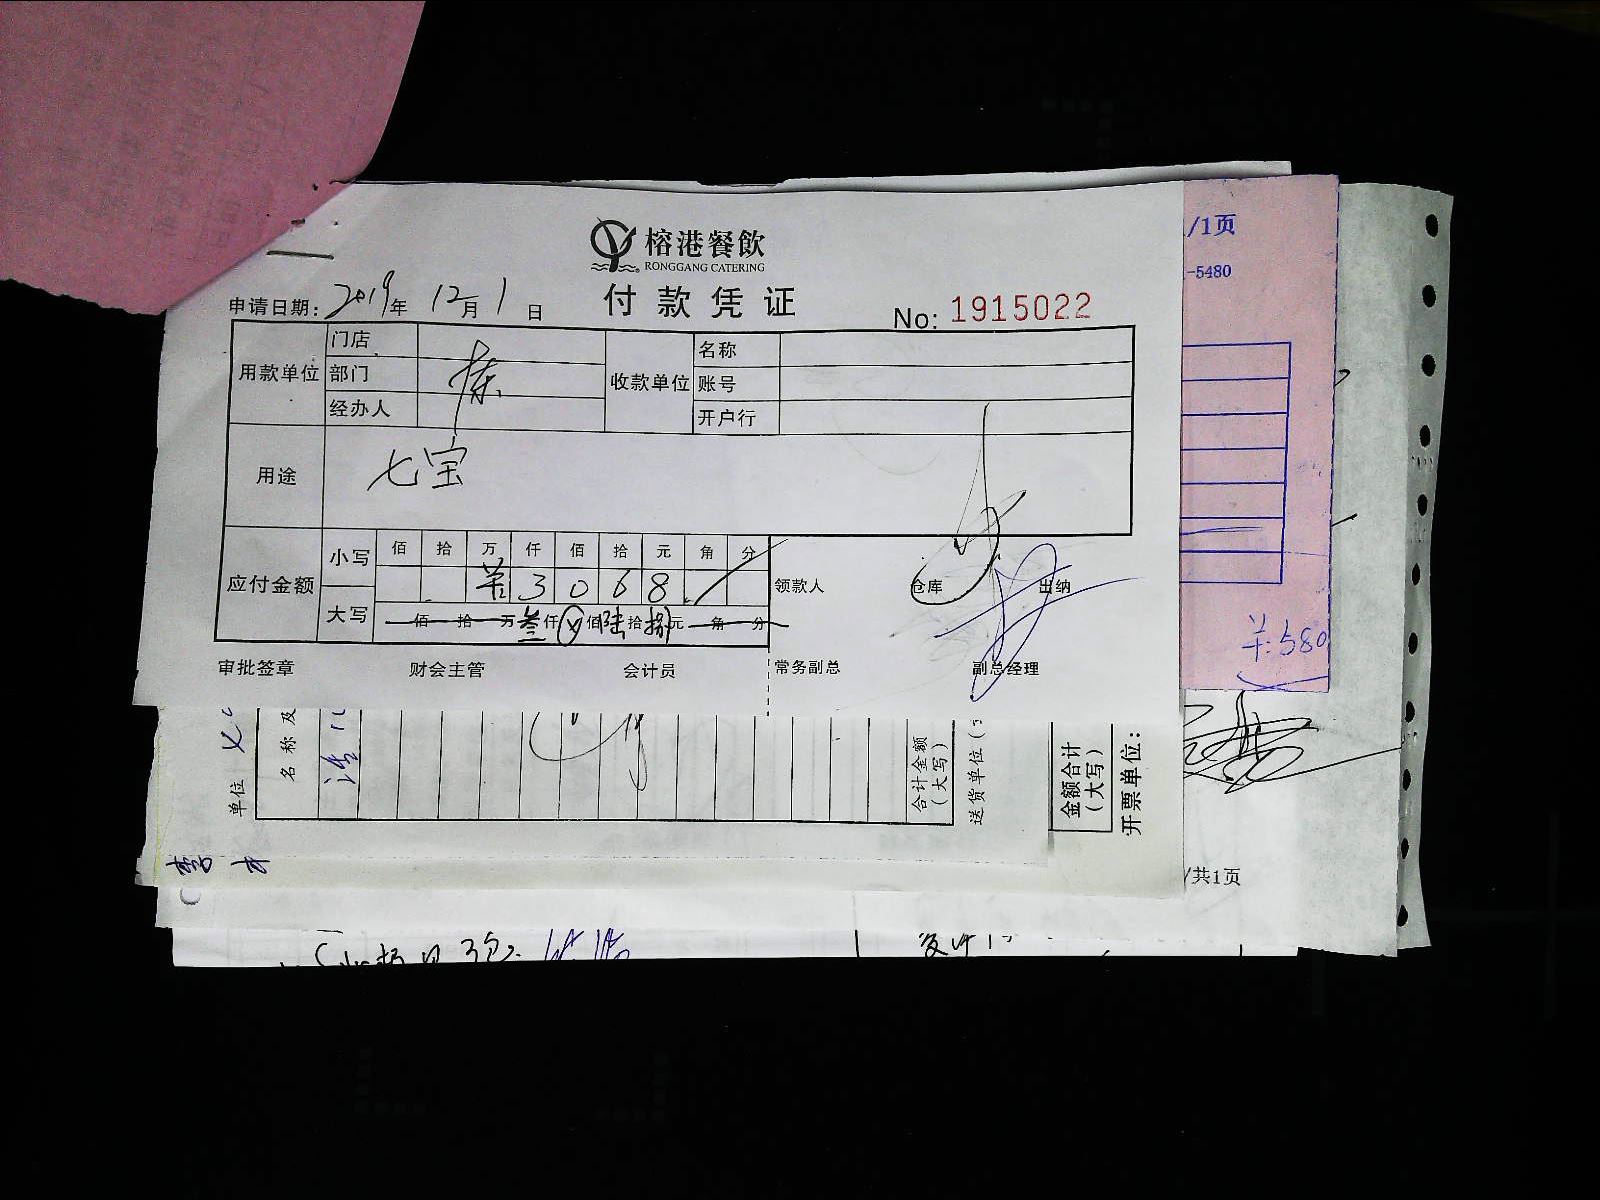 榕港餐飲
RONGGANG CATERING
付款凭证
申请日期: 2019年 12月 1日
No: 1915022
用款单位 门店 收款单位 名称
部门 账号
经办人 开户行
用途 七宝
应付金额 小写 佰 拾 万 仟 佰 拾 元 角 分
羊 3 0 6 8
大写 佰 拾 万 叁仟 佰 陆拾 捌元 角 分
领款人 仓库 出纳
审批签章 财会主管 会计员 常务副总 副总经理
/1页
-5480
羊:580
单位
名称及
合计金额
(大写)
送货单位(
金额合计
(大写)
开票单位:
/共1页